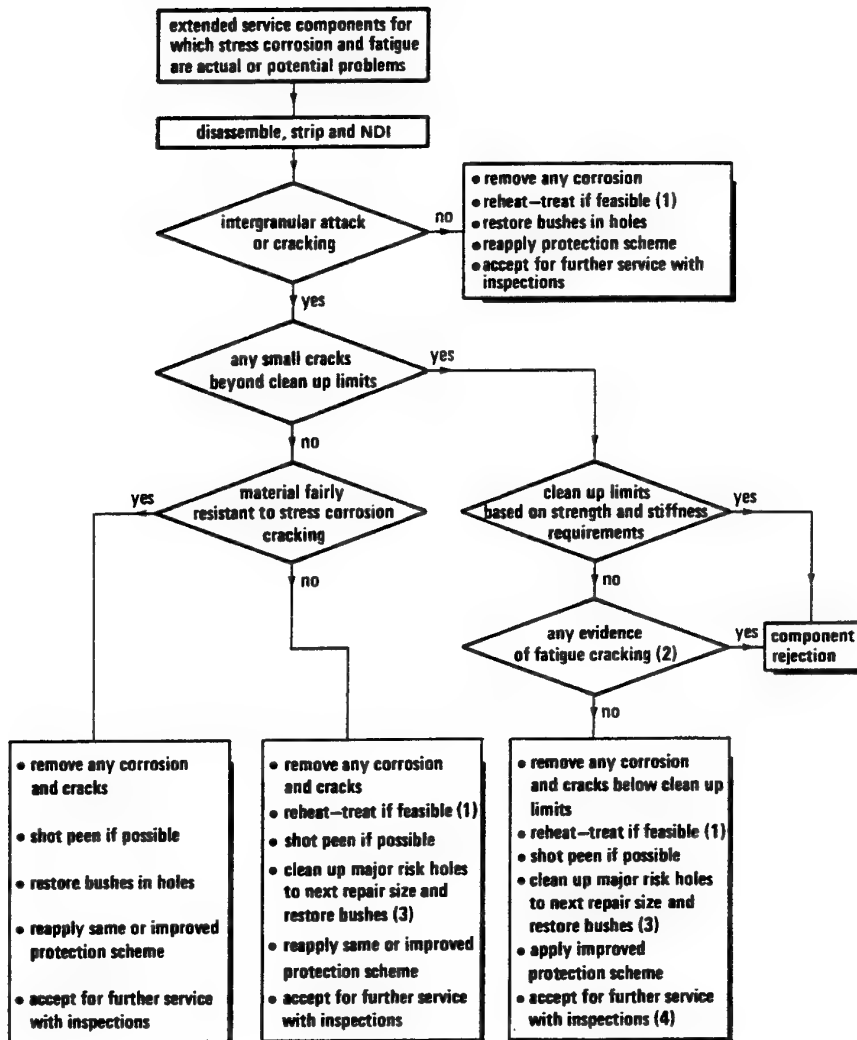 extended service components for
which stress corrosion and fatigue
are actual or potential problems
disassemble, strip and NDI
intergranular attack
or cracking
no
• remove any corrosion
• reheat-treat if feasible (1)
• restore bushes in holes
• reapply protection scheme
• accept for further service with
inspections
yes
any small cracks
beyond clean up limits
yes
no
yes
material fairly
resistant to stress corrosion
cracking
no
clean up limits
based on strength and stiffness
requirements
yes
no
any evidence
of fatigue cracking (2)
yes
component
rejection
no
• remove any corrosion
and cracks
• shot peen if possible
• restore bushes in holes
• reapply same or improved
protection scheme
• accept for further service
with inspections
• remove any corrosion
and cracks
• reheat-treat if feasible (1)
• shot peen if possible
• clean up major risk holes
to next repair size and
restore bushes (3)
• reapply same or improved
protection scheme
• accept for further service
with inspections
• remove any corrosion
and cracks below clean up
limits
• reheat-treat if feasible (1)
• shot peen if possible
• clean up major risk holes
to next repair size and
restore bushes (3)
• apply improved
protection scheme
• accept for further service
with inspections (4)